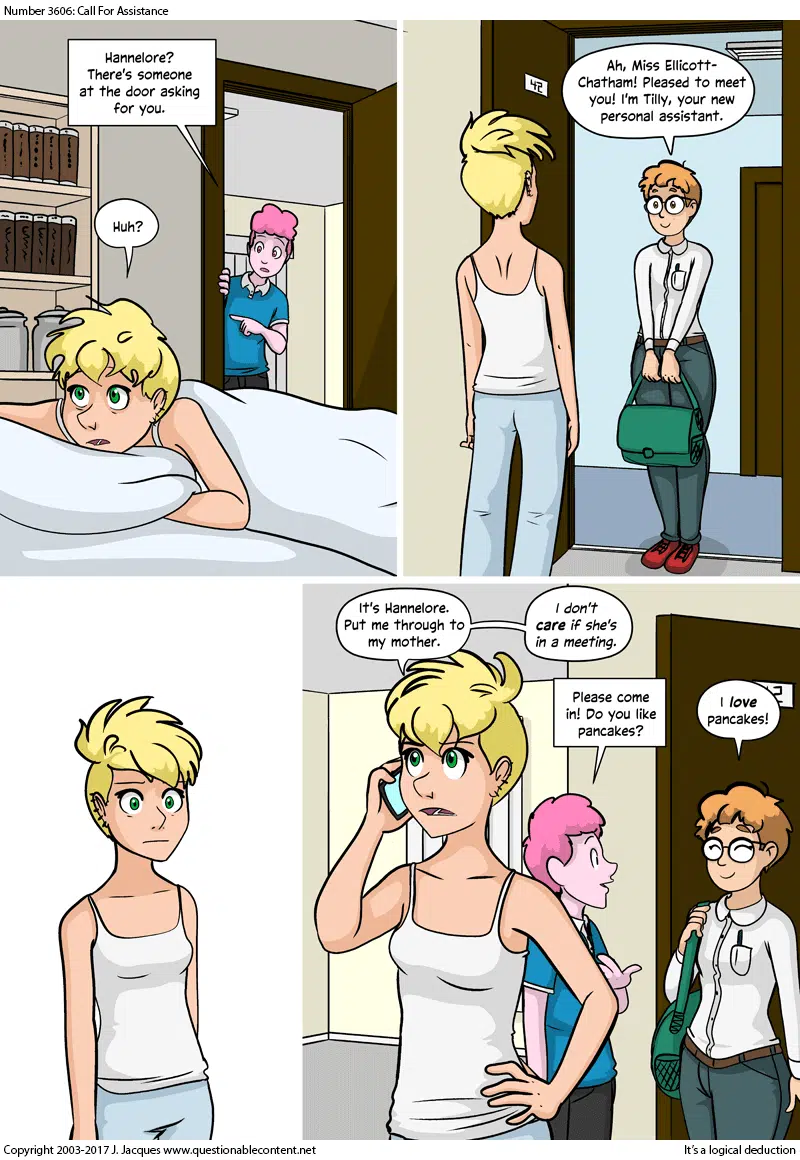 Number 3606: Call For Assistance
Hannelore?
There's someone
at the door asking
for you.
Huh?
42
Ah, Miss Ellicott-
Chatham! Pleased to meet
you! I'm Tilly, your new
personal assistant.
It's Hannelore.
Put me through to
my mother.
I don't
care if she's
in a meeting.
Please come
in! Do you like
pancakes?
I love
pancakes!
Copyright 2003-2017 J. Jacques www.questionablecontent.net
It's a logical deduction